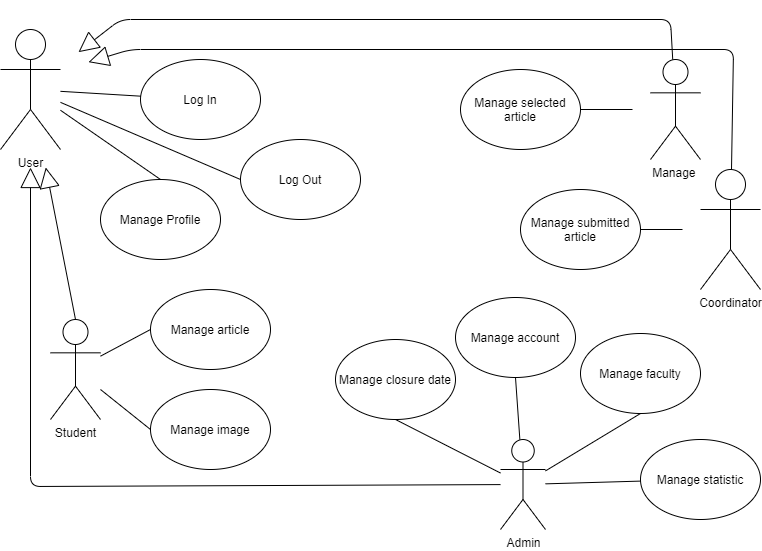 Log In
User
Log Out
Manage Profile
Manage selected
article
Manage
Manage submitted
article
Coordinator
Manage article
Student
Manage image
Manage closure date
Manage account
Manage faculty
Manage statistic
Admin